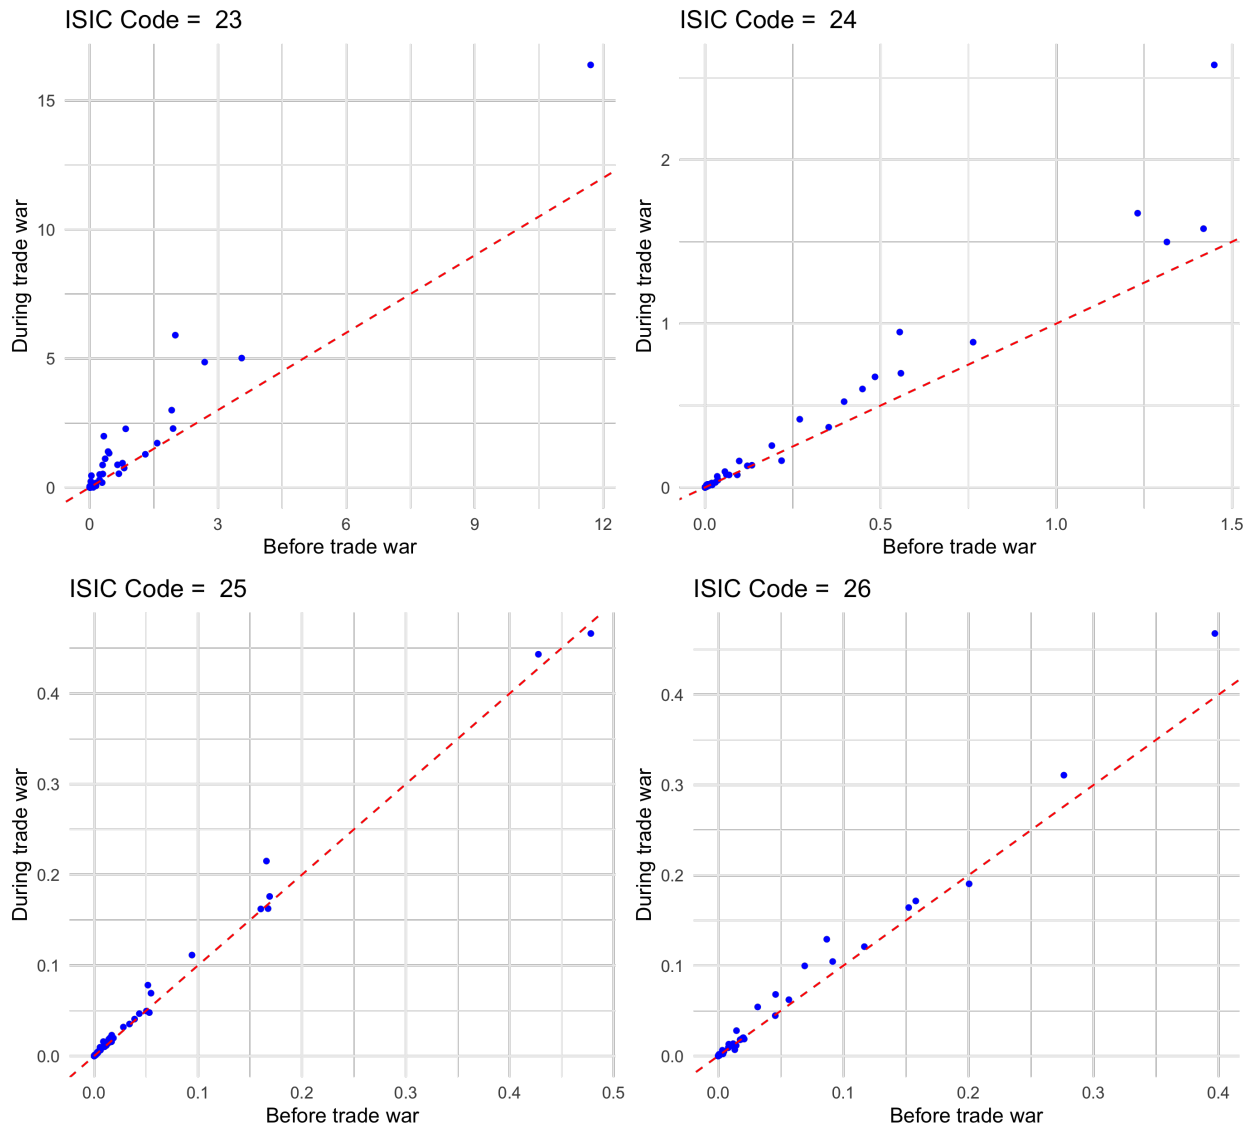 ISIC Code =  23
15
10
5
0
During trade war
0 3 6 9 12
Before trade war
ISIC Code =  24
2
1
0
During trade war
0.0 0.5 1.0 1.5
Before trade war
ISIC Code =  25
0.4
0.3
0.2
0.1
0.0
During trade war
0.0 0.1 0.2 0.3 0.4 0.5
Before trade war
ISIC Code =  26
0.4
0.3
0.2
0.1
0.0
During trade war
0.0 0.1 0.2 0.3 0.4
Before trade war